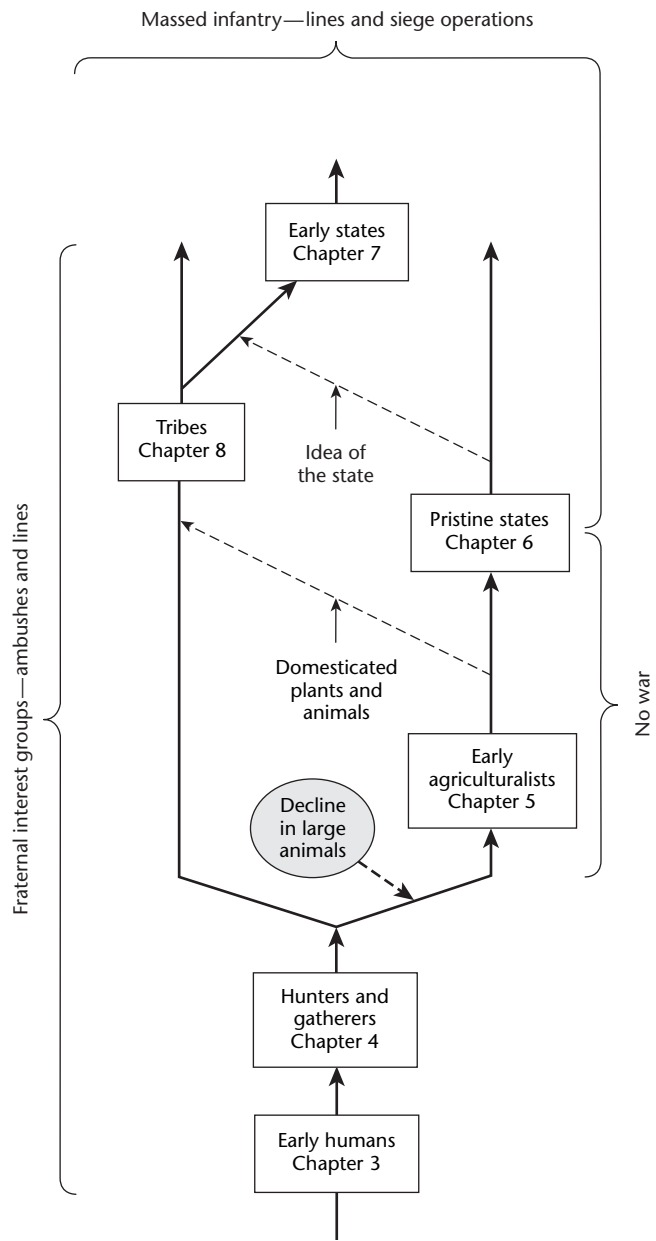 Massed infantry—lines and siege operations
Early states
Chapter 7
Tribes
Chapter 8
Idea of
the state
Pristine states
Chapter 6
Fraternal interest groups—ambushes and lines
Domesticated
plants and
animals
No war
Early
agriculturalists
Chapter 5
Decline
in large
animals
Hunters and
gatherers
Chapter 4
Early humans
Chapter 3